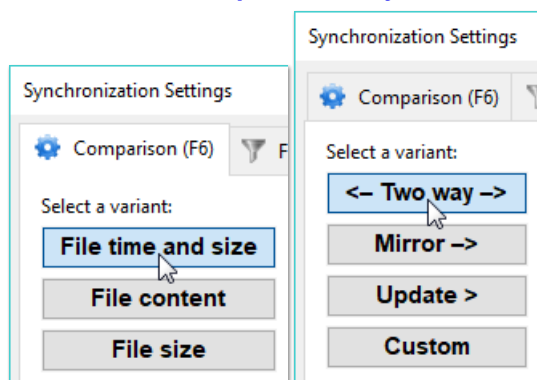 Synchronization Settings
Comparison (F6) F
Select a variant:
File time and size
File content
File size
Synchronization Settings
Comparison (F6)
Select a variant:
<– Two way –>
Mirror –>
Update >
Custom